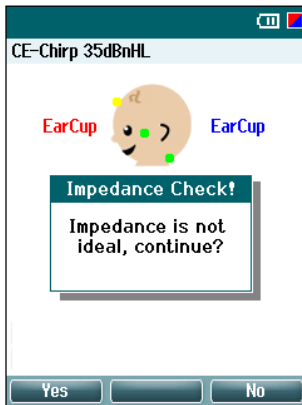 CE-Chirp 35dBnHL
EarCup EarCup
Impedance Check!
Impedance is not
ideal, continue?
Yes No